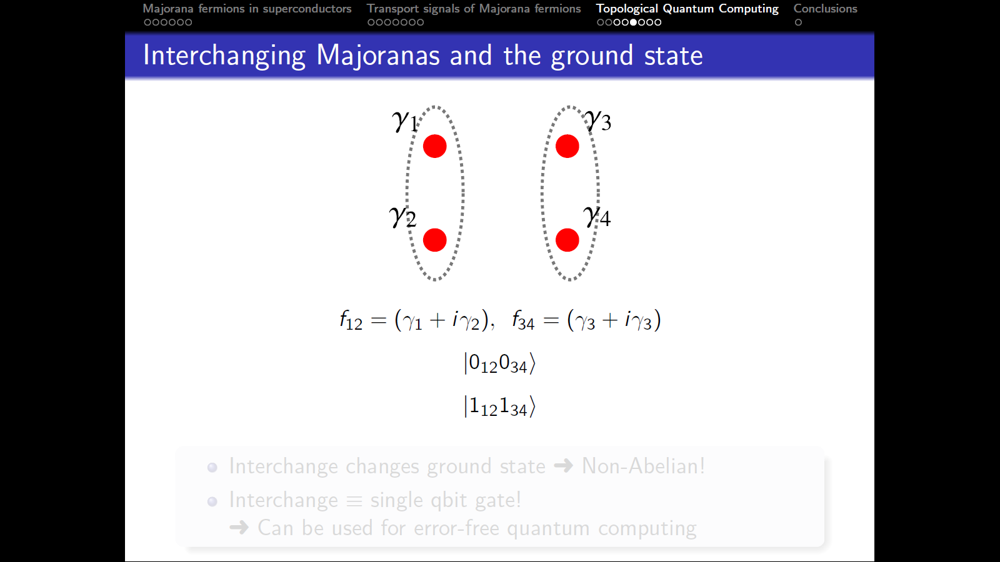 Majorana fermions in superconductors Transport signals of Majorana fermions Topological Quantum Computing Conclusions
Interchanging Majoranas and the ground state
γ1 γ3
γ2 γ4
f12 = (γ1 + iγ2), f34 = (γ3 + iγ3)
|012034⟩
|112134⟩
Interchange changes ground state ➜ Non-Abelian!
Interchange ≡ single qbit gate!
➜ Can be used for error-free quantum computing